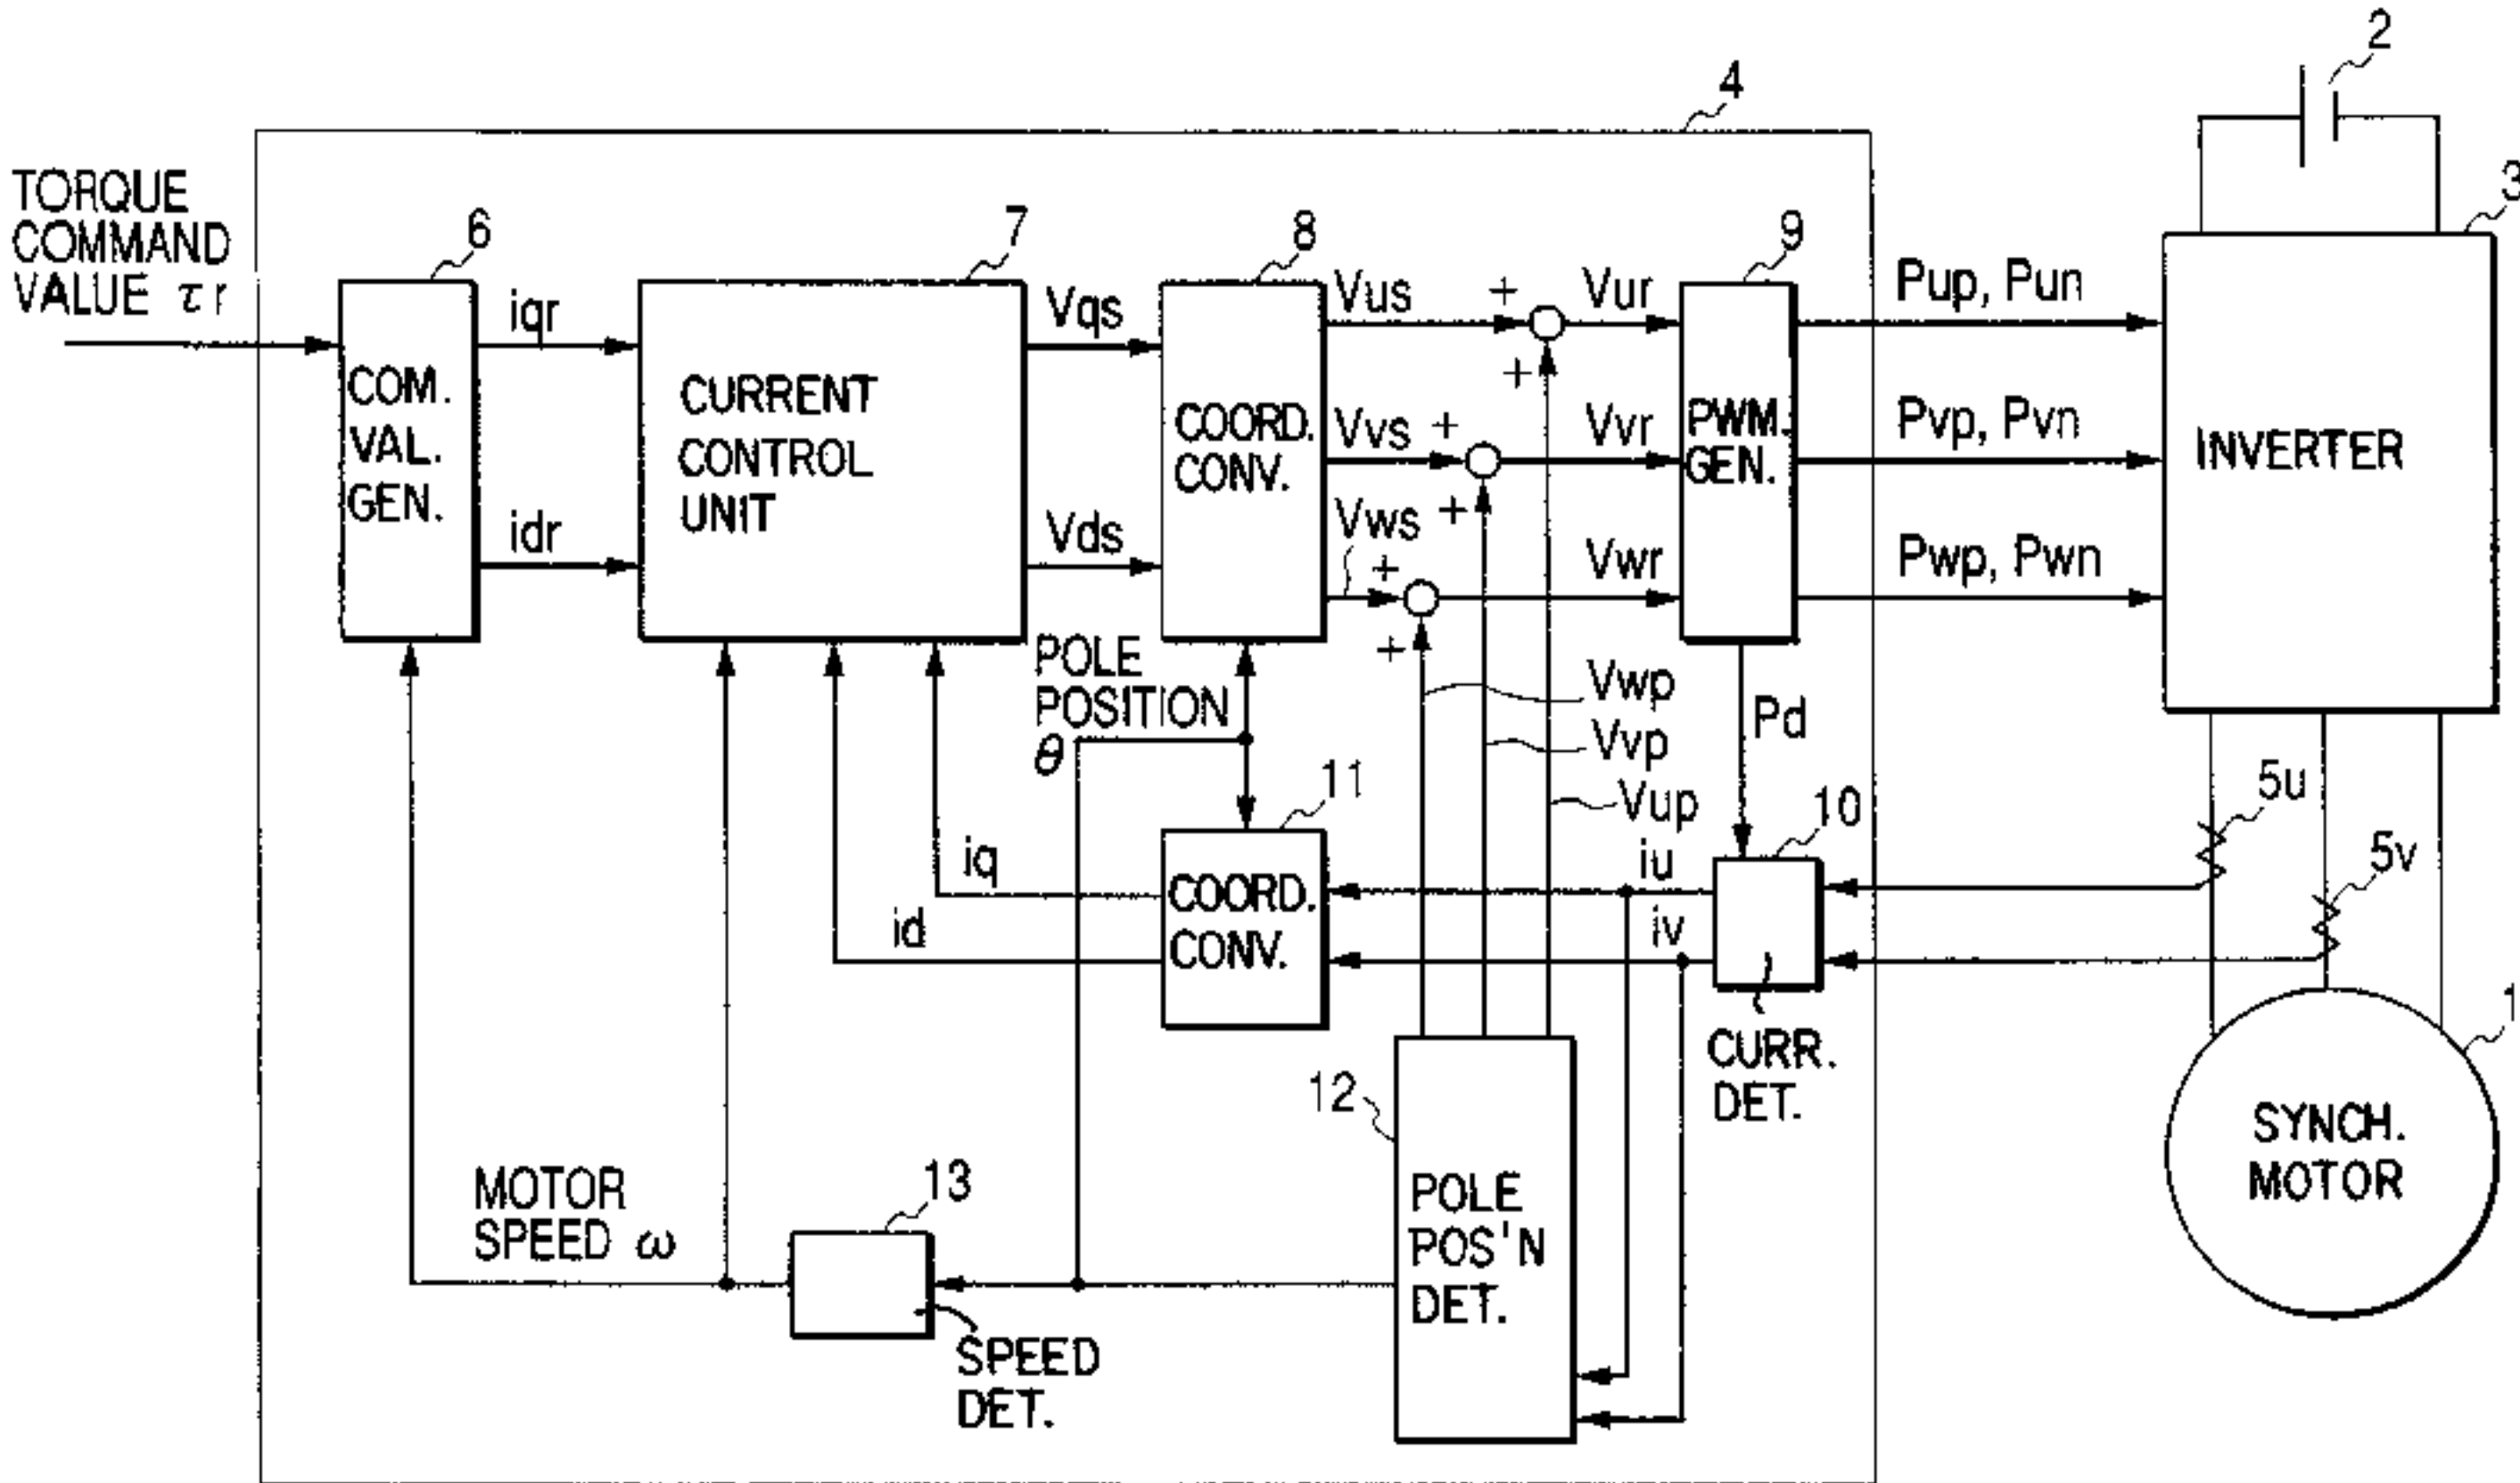 2
4
TORQUE
COMMAND
VALUE τr
3
6
7
8
9
iqr
Vqs
Vus
+
Vur
Pup, Pun
COM.
VAL.
GEN.
CURRENT
CONTROL
UNIT
COORD.
CONV.
+
Vvs
+
Vvr
PWM.
GEN.
Pvp, Pvn
INVERTER
idr
Vds
Vws
+
+
Vwr
Pwp, Pwn
POLE
POSITION
θ
+
Vwp
Vvp
Vup
Pd
5u
11
10
5v
iq
id
COORD.
CONV.
iu
iv
CURR.
DET.
1
12
SYNCH.
MOTOR
MOTOR
SPEED ω
13
POLE
POS'N
DET.
SPEED
DET.